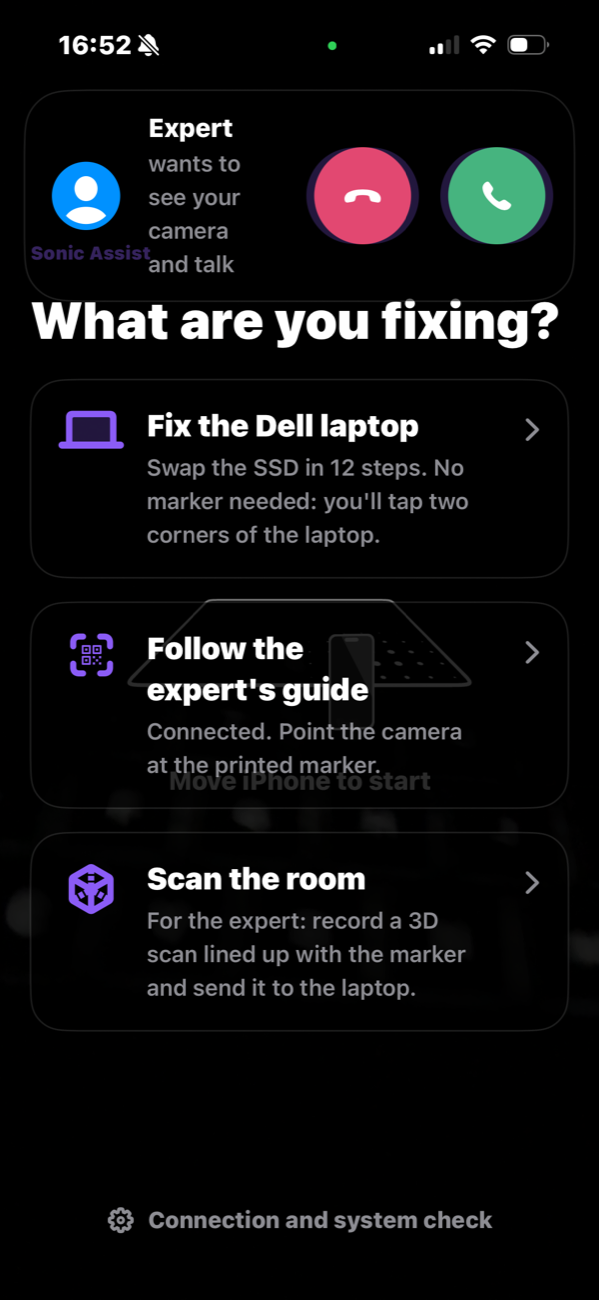 16:52
Expert
wants to
see your
camera
and talk
Sonic Assist
What are you fixing?
Fix the Dell laptop
Swap the SSD in 12 steps. No
marker needed: you'll tap two
corners of the laptop.
Follow the
expert's guide
Connected. Point the camera
at the printed marker.
Move iPhone to start
Scan the room
For the expert: record a 3D
scan lined up with the marker
and send it to the laptop.
Connection and system check